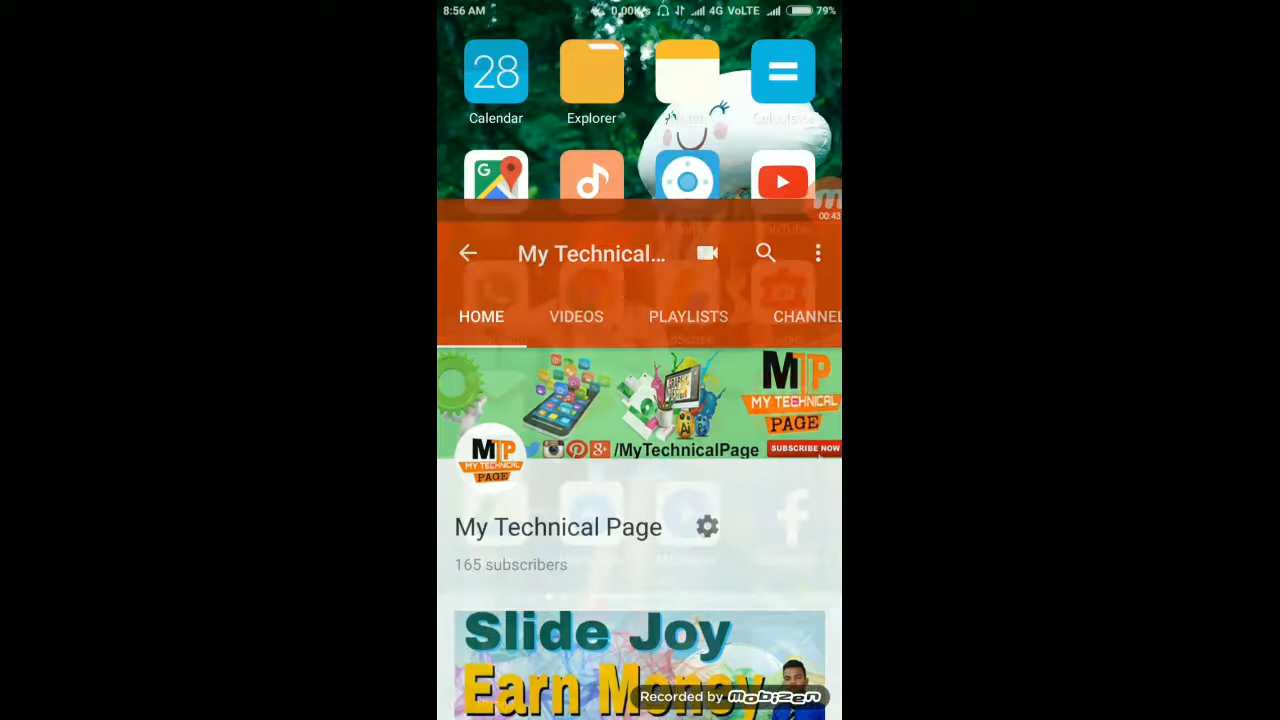 8:56 AM
0.00K/s
4G VoLTE
79%
28
Calendar
Explorer
Calculator
G
00:43
My Technical...
HOME
VIDEOS
PLAYLISTS
CHANNEL
MTP
MY TECHNICAL
PAGE
/MyTechnicalPage
SUBSCRIBE NOW
MTP
MY TECHNICAL
PAGE
My Technical Page
165 subscribers
Slide Joy
Earn Money
Recorded by mobizen